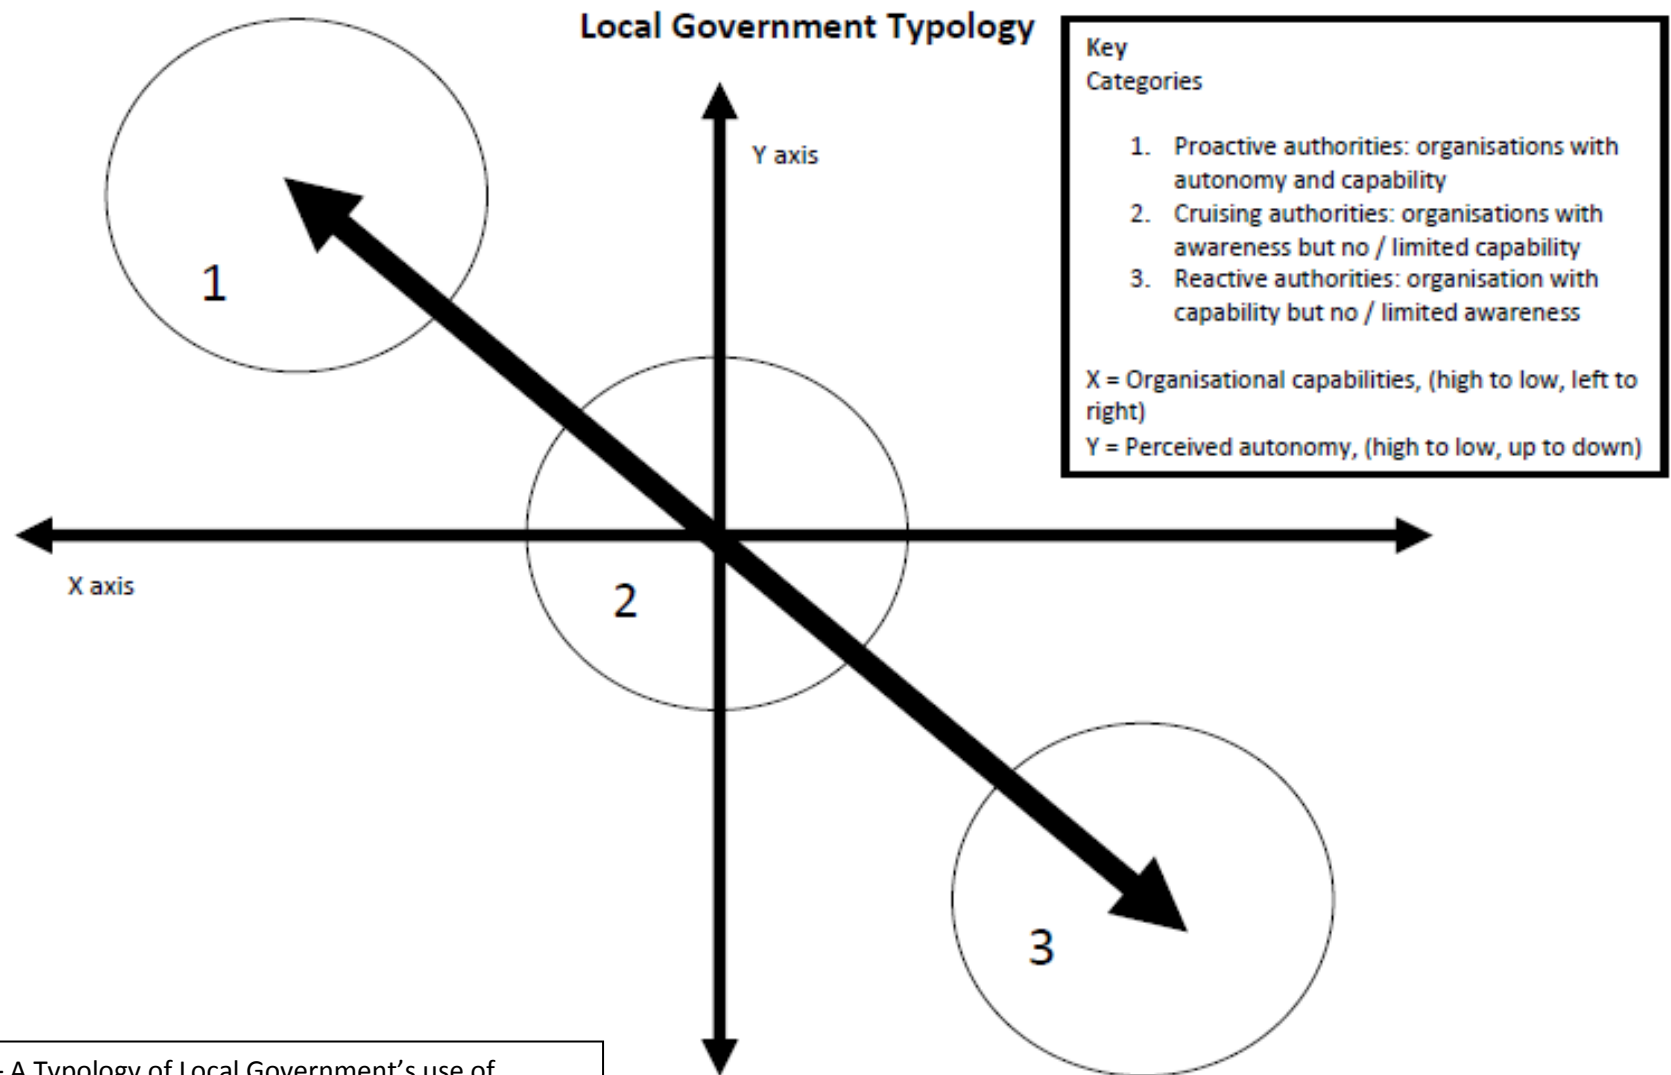 Local Government Typology
Key
Categories
1. Proactive authorities: organisations with
autonomy and capability
2. Cruising authorities: organisations with
awareness but no / limited capability
3. Reactive authorities: organisation with
capability but no / limited awareness
X = Organisational capabilities, (high to low, left to
right)
Y = Perceived autonomy, (high to low, up to down)
Y axis
1
X axis
2
3
- A Typology of Local Government's use of